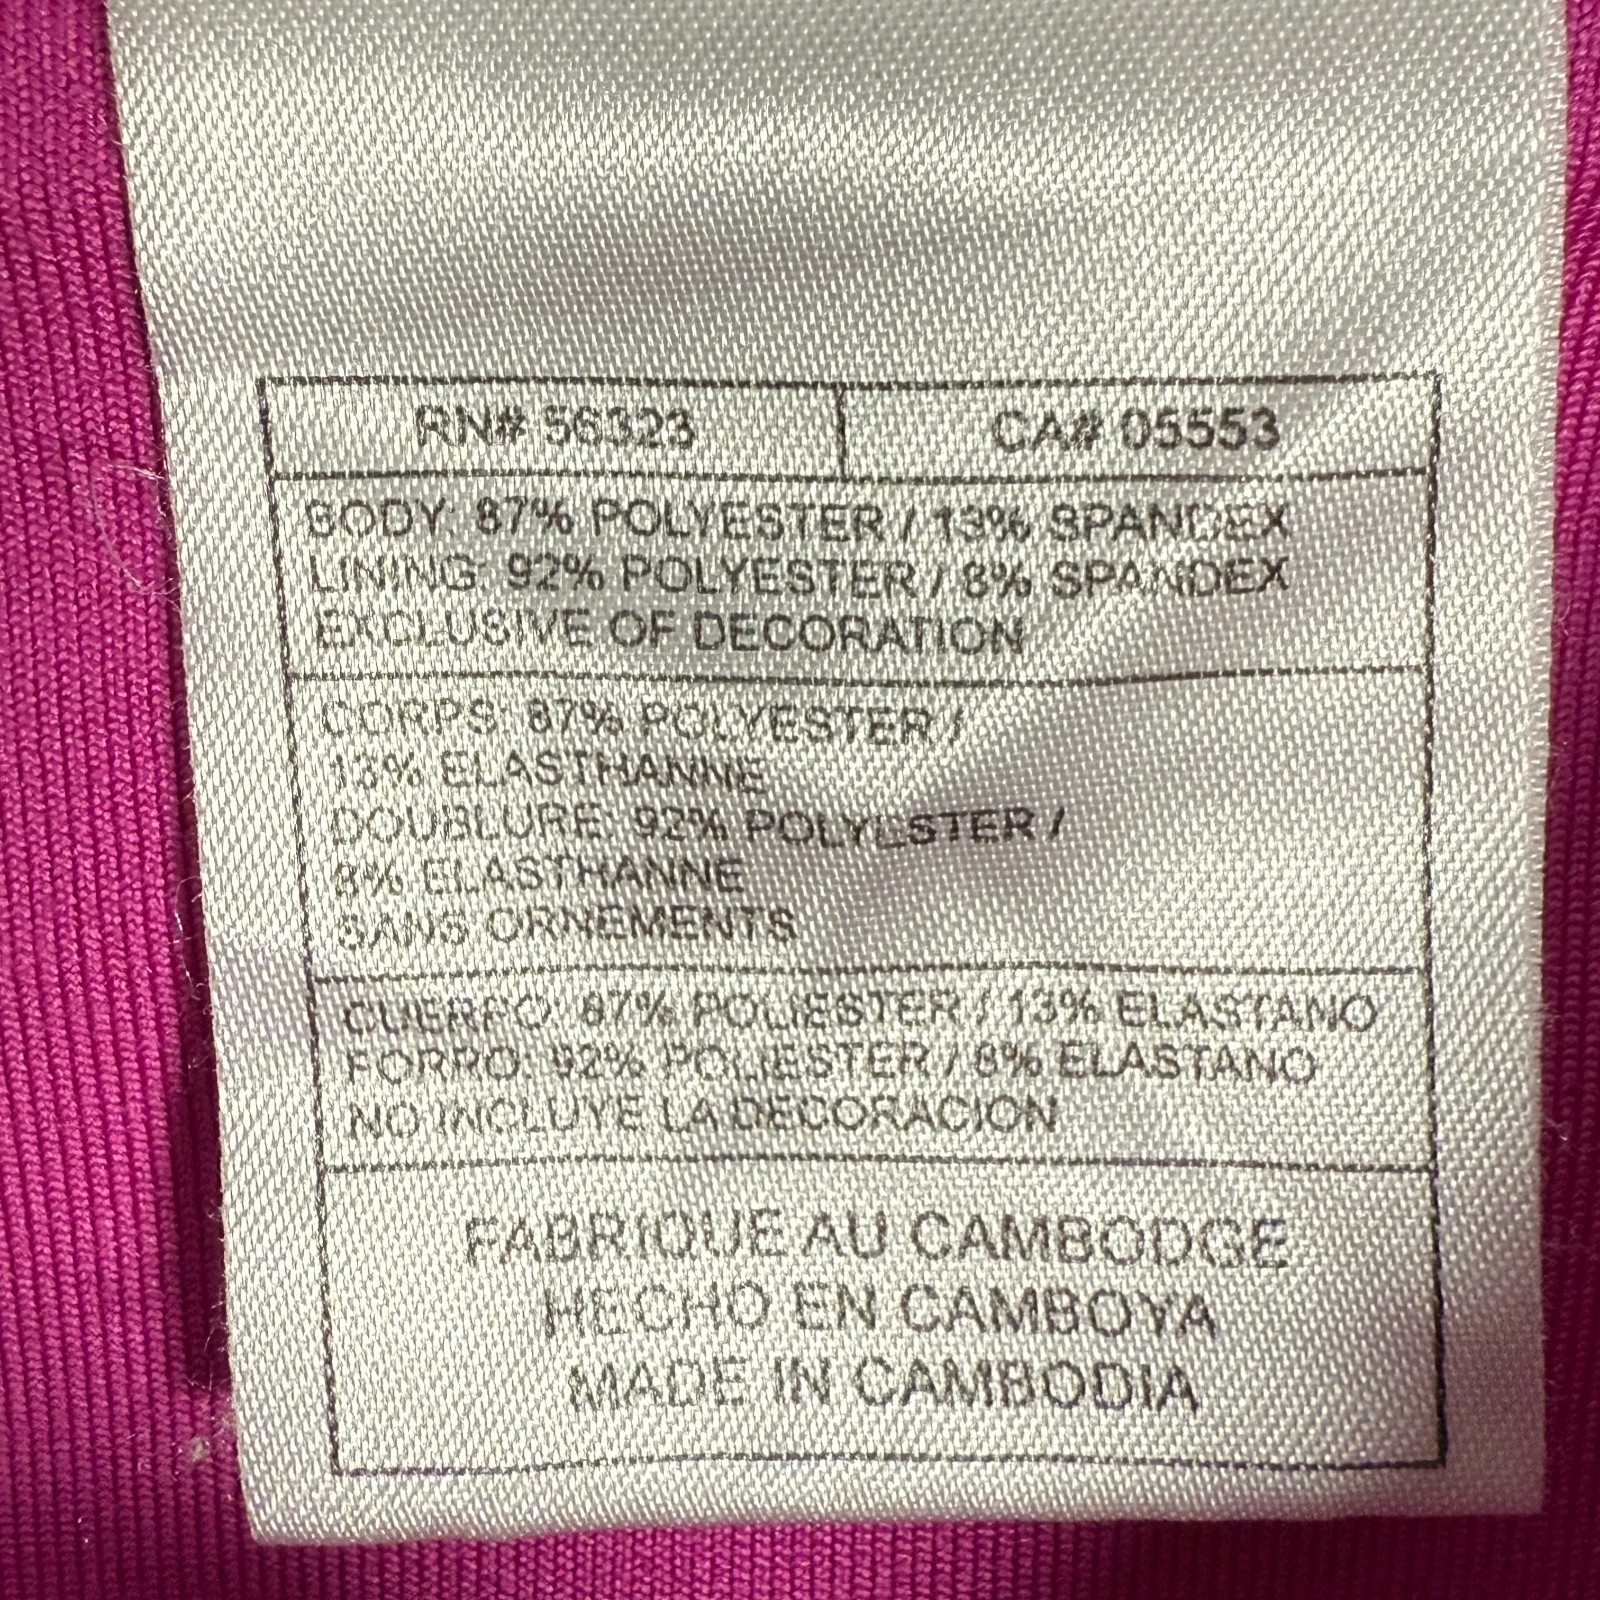 RN# 56323 CA# 05553
BODY: 87% POLYESTER / 13% SPANDEX
LINING: 92% POLYESTER / 8% SPANDEX
EXCLUSIVE OF DECORATION
CORPS: 87% POLYESTER /
13% ELASTHANNE
DOUBLURE: 92% POLYESTER /
8% ELASTHANNE
SANS ORNEMENTS
CUERPO: 87% POLIESTER / 13% ELASTANO
FORRO: 92% POLIESTER / 8% ELASTANO
NO INCLUYE LA DECORACION
FABRIQUE AU CAMBODGE
HECHO EN CAMBOYA
MADE IN CAMBODIA